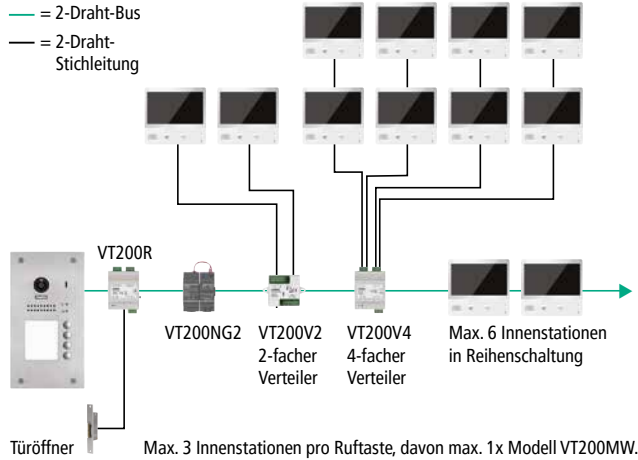 = 2-Draht-Bus
= 2-Draht-
Stichleitung
VT200R
VT200NG2
VT200V2
2-facher
Verteiler
VT200V4
4-facher
Verteiler
Max. 6 Innenstationen
in Reihenschaltung
Türöffner
Max. 3 Innenstationen pro Ruftaste, davon max. 1x Modell VT200MW.